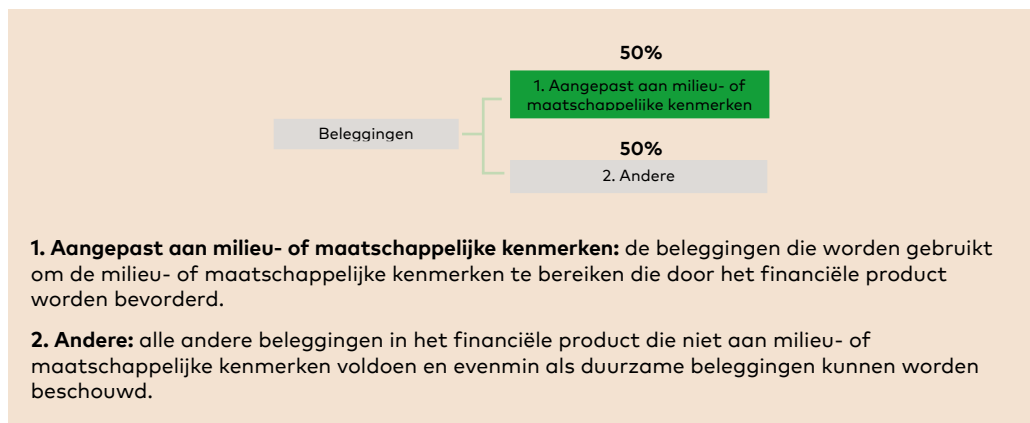 50%
1. Aangepast aan milieu- of
maatschappelijke kenmerken
Beleggingen
50%
2. Andere
1. Aangepast aan milieu- of maatschappelijke kenmerken: de beleggingen die worden gebruikt
om de milieu- of maatschappelijke kenmerken te bereiken die door het financiële product
worden bevorderd.
2. Andere: alle andere beleggingen in het financiële product die niet aan milieu- of
maatschappelijke kenmerken voldoen en evenmin als duurzame beleggingen kunnen worden
beschouwd.